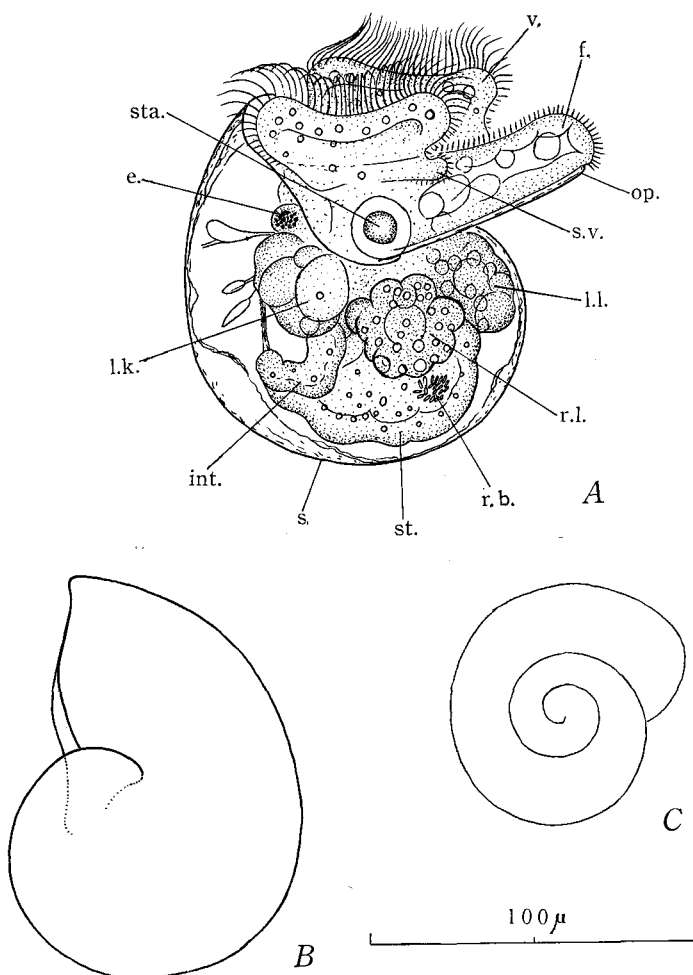 v.
f.
sta.
e.
op.
s.v.
l.l.
l.k.
r.l.
int.
s.
st.
r.b.
A
B
C
100μ